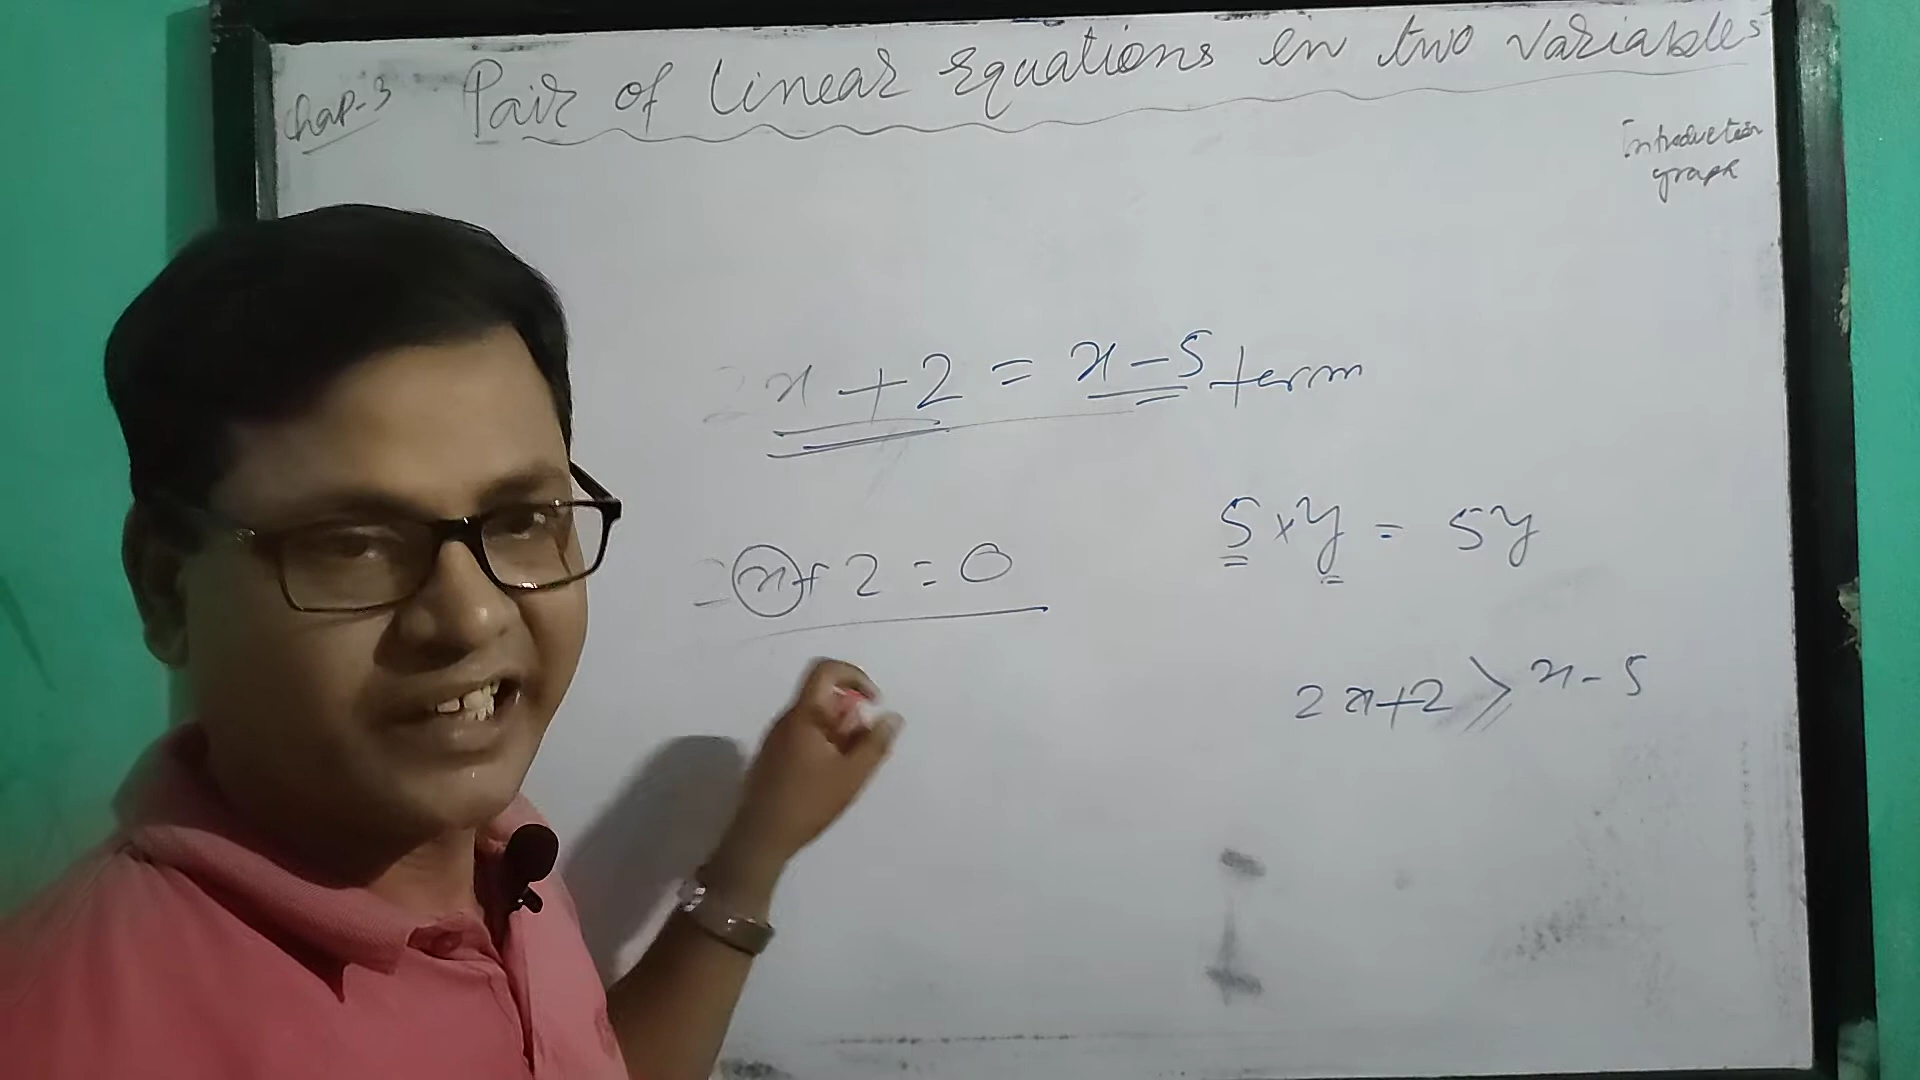 Chap-3 Pair of Linear Equations in two variables
Introduction
graph
2x + 2 = x - 5 term
= x + 2 = 0
5 x y = 5y
2x + 2 > x - 5